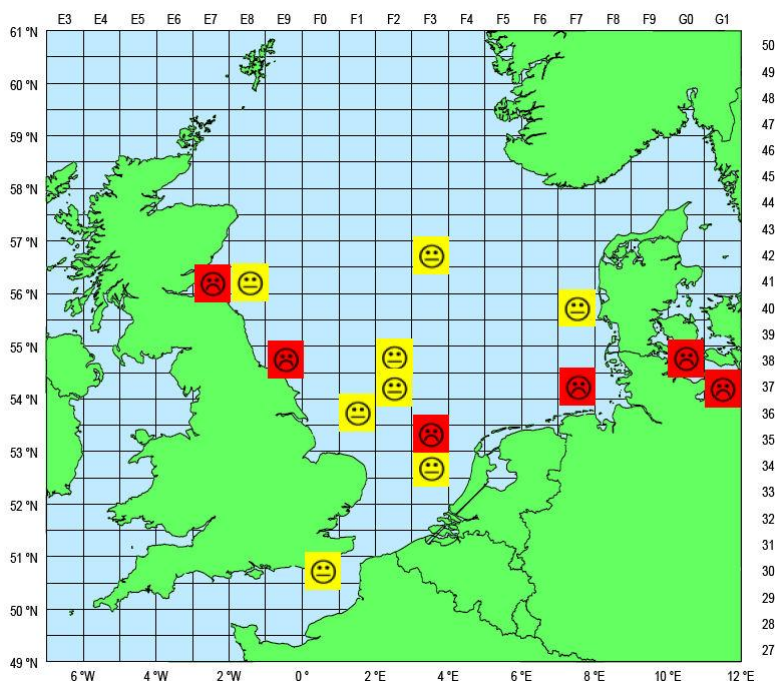 E3 E4 E5 E6 E7 E8 E9 F0 F1 F2 F3 F4 F5 F6 F7 F8 F9 G0 G1
61 °N
50
60 °N
49
48
59 °N
47
46
58 °N
45
44
57 °N
43
42
56 °N
41
40
55 °N
39
38
54 °N
37
36
53 °N
35
34
52 °N
33
32
51 °N
31
30
50 °N
29
28
49 °N
27
6 °W 4 °W 2 °W 0 ° 2 °E 4 °E 6 °E 8 °E 10 °E 12 °E